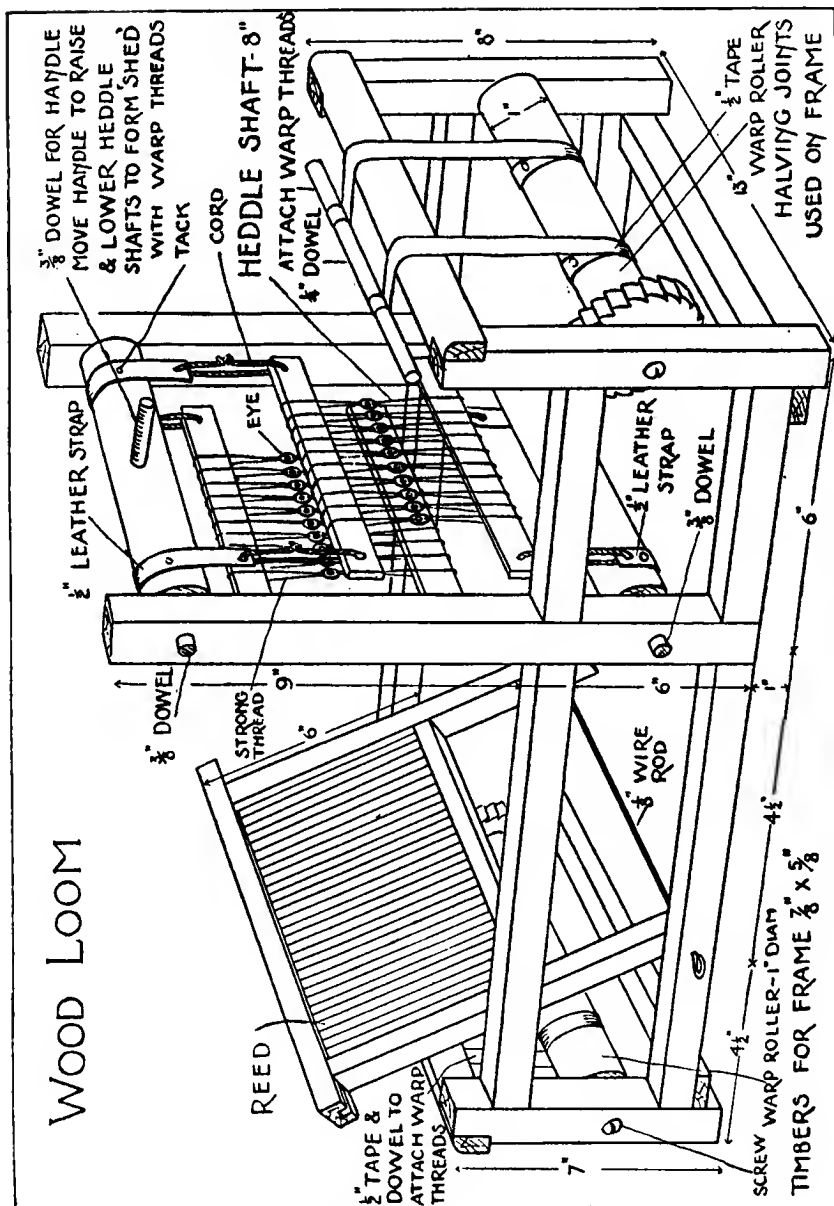 WOOD LOOM
3/8" DOWEL FOR HANDLE
MOVE HANDLE TO RAISE
& LOWER HEDDLE
SHAFTS TO FORM "SHED"
WITH WARP THREADS
TACK
CORD
HEDDLE SHAFT-8"
ATTACH WARP THREADS
1/4" DOWEL
8"
1"
1/2" TAPE
WARP ROLLER
HALVING JOINTS
USED ON FRAME
13"
1/2" LEATHER STRAP
EYE
3/8" DOWEL
STRONG
THREAD
9"
6"
6"
1"
1/2" LEATHER
STRAP
3/8" DOWEL
6"
REED
1/8" WIRE
ROD
4 1/2"
4 1/2"
1/2" TAPE &
DOWEL TO
ATTACH WARP
THREADS
7"
SCREW
WARP ROLLER-1" DIAM
TIMBERS FOR FRAME 7/8" X 5/8"